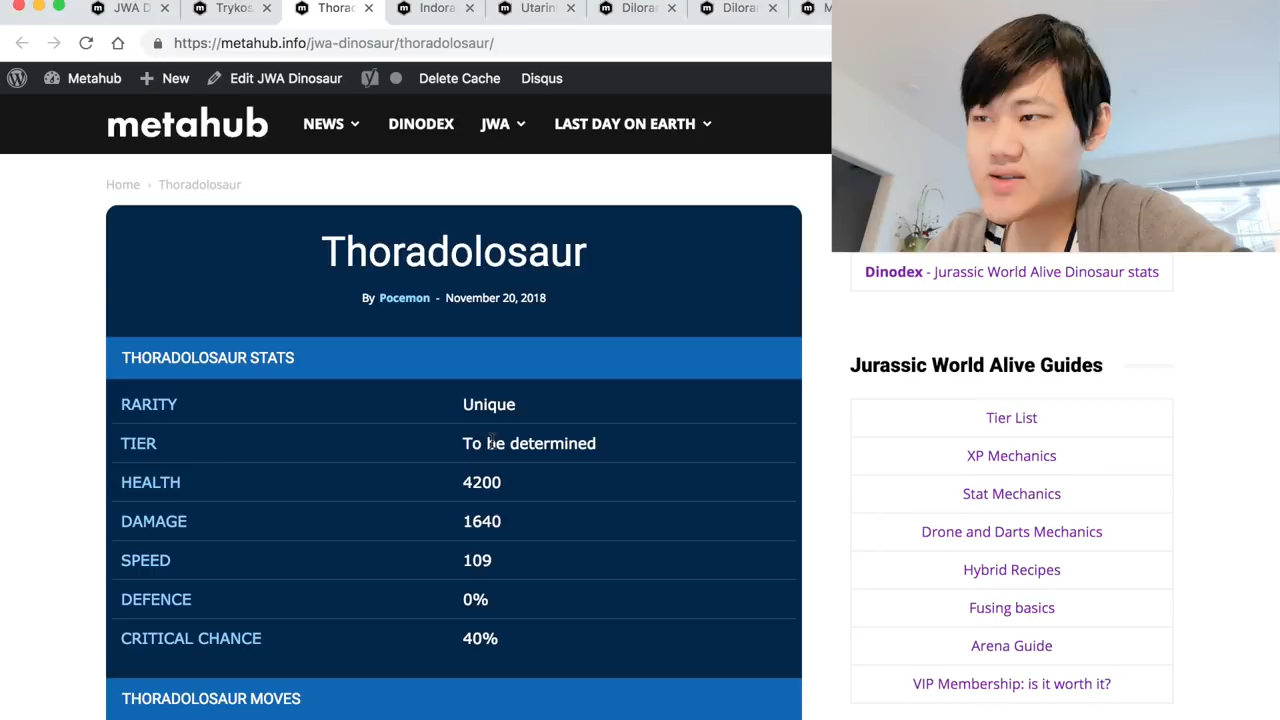 JWA D
Trykos
Thorad
Indora
Utarin
Dilorar
Dilorar
https://metahub.info/jwa-dinosaur/thoradolosaur/
Metahub
New
Edit JWA Dinosaur
Delete Cache
Disqus
metahub
NEWS
DINODEX
JWA
LAST DAY ON EARTH
Home › Thoradolosaur
Thoradolosaur
By Pocemon - November 20, 2018
THORADOLOSAUR STATS
RARITY Unique
TIER To be determined
HEALTH 4200
DAMAGE 1640
SPEED 109
DEFENCE 0%
CRITICAL CHANCE 40%
THORADOLOSAUR MOVES
Dinodex - Jurassic World Alive Dinosaur stats
Jurassic World Alive Guides
Tier List
XP Mechanics
Stat Mechanics
Drone and Darts Mechanics
Hybrid Recipes
Fusing basics
Arena Guide
VIP Membership: is it worth it?